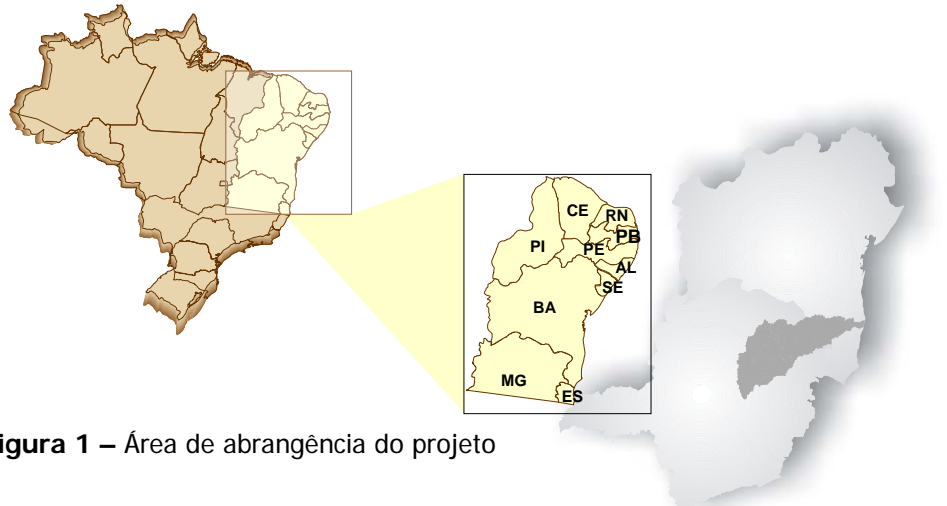 CE
RN
PB
PI
PE
AL
SE
BA
MG
ES
igura 1 – Área de abrangência do projeto